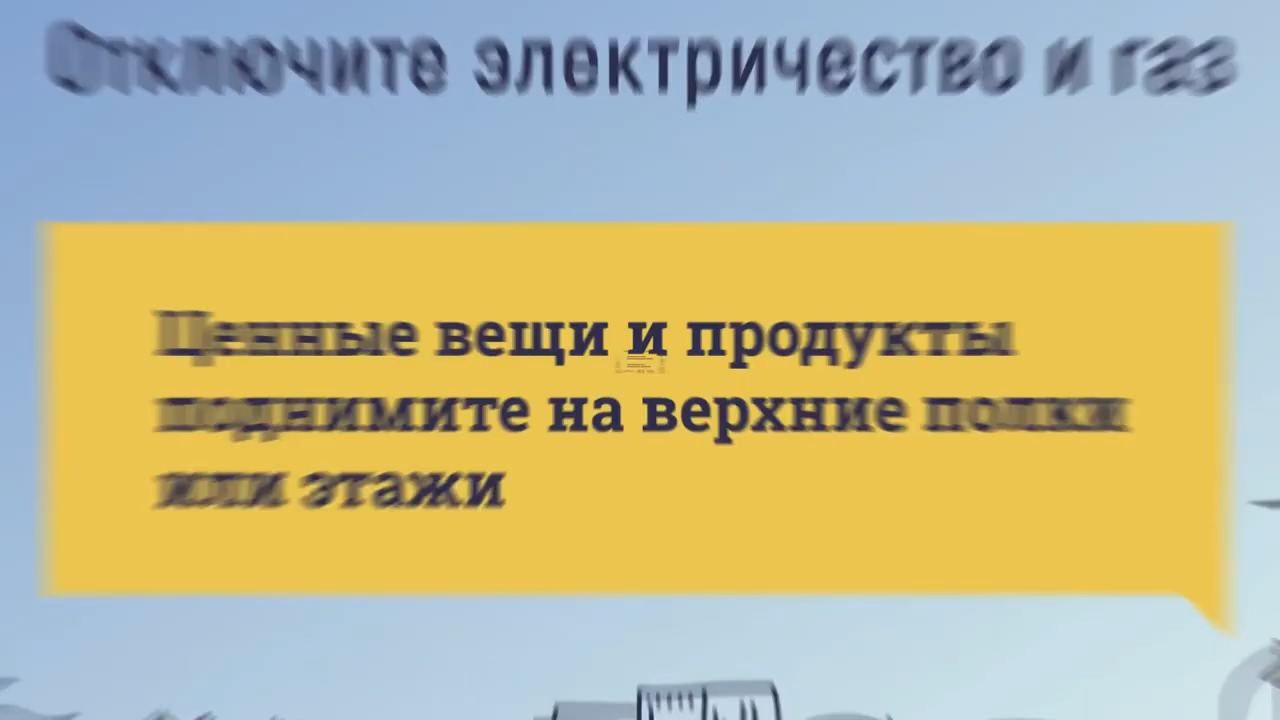 Отключите электричество и газ
Ценные вещи и продукты
поднимите на верхние полки
или этажи